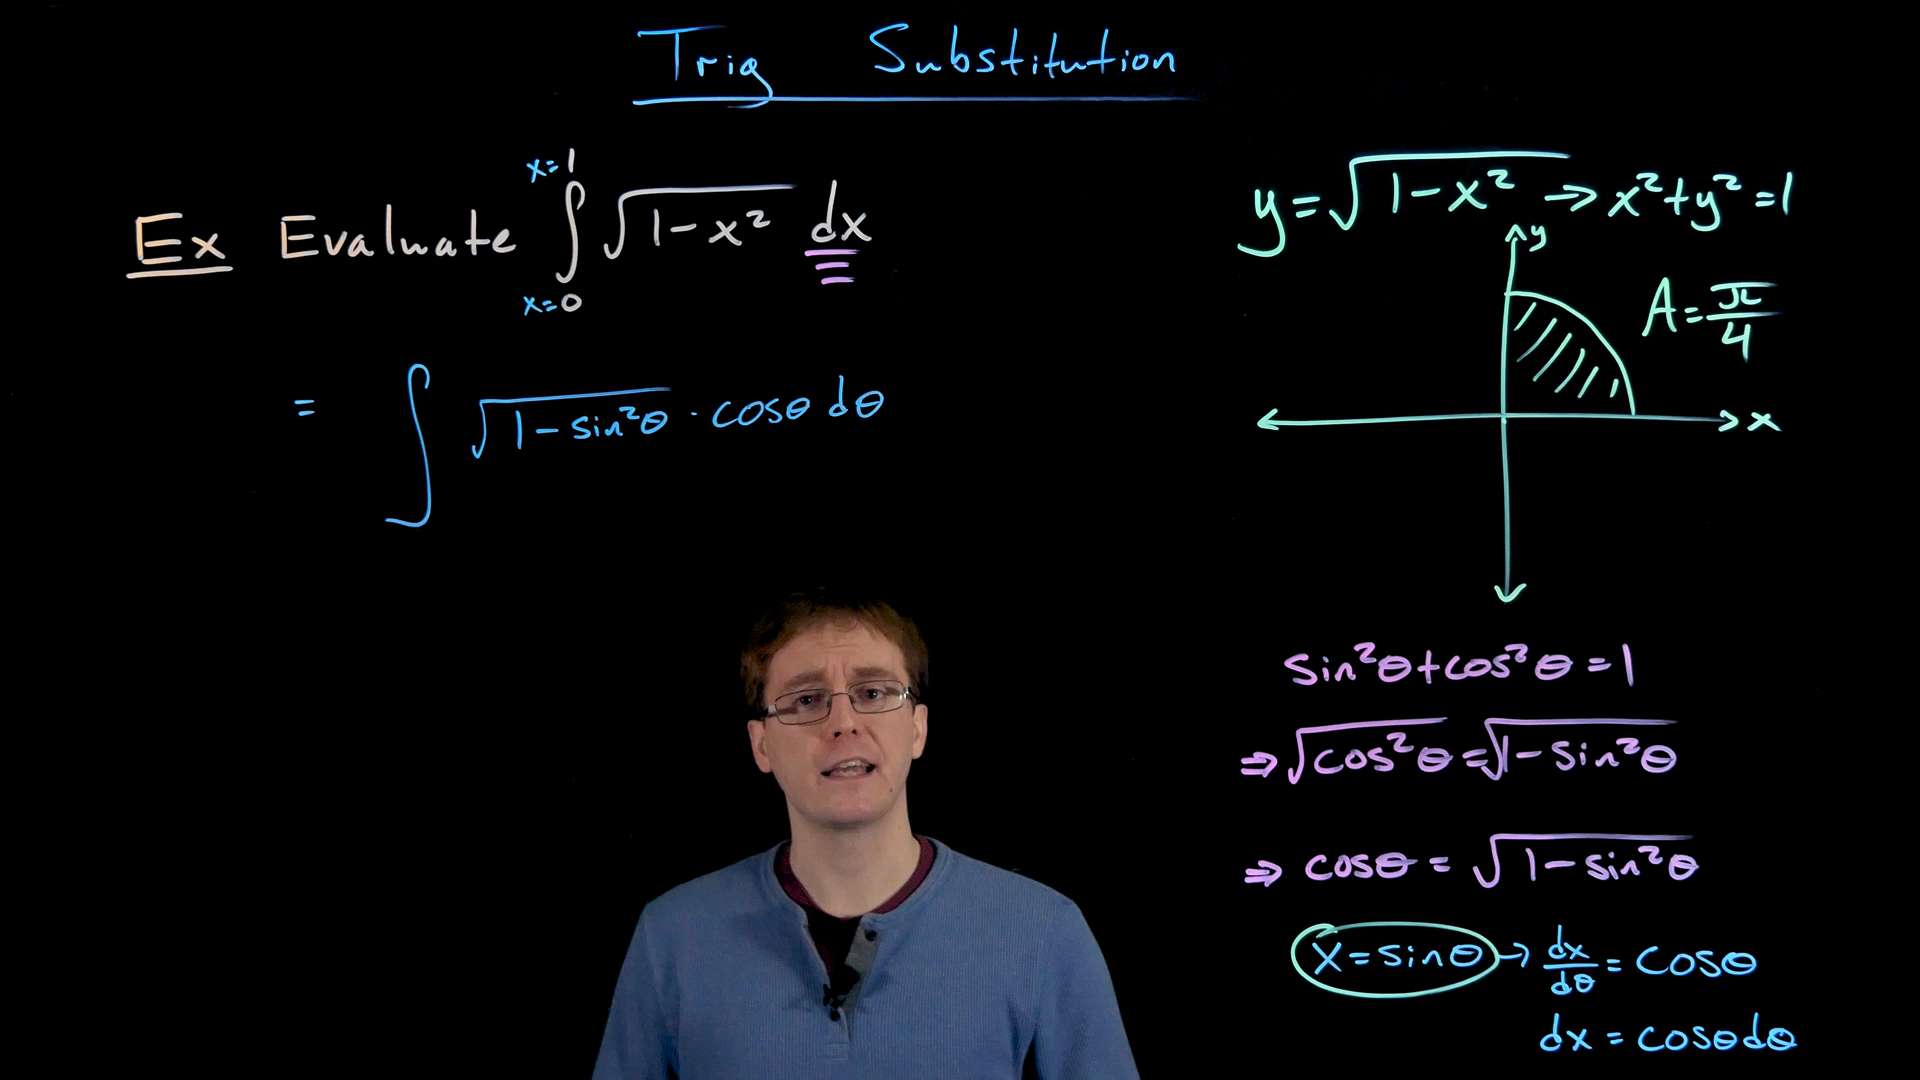 Trig Substitution
x=1
Ex Evaluate ∫ √(1-x²) dx
x=0
= ∫ √(1-sin²θ) · cosθ dθ
y=√(1-x²) → x²+y²=1
y
A=π/4
x
sin²θ+cos²θ=1
⇒ √(cos²θ) = √(1-sin²θ)
⇒ cosθ = √(1-sin²θ)
x=sinθ → dx/dθ = cosθ
dx = cosθdθ